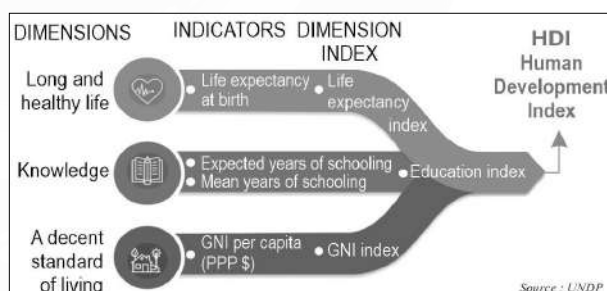 DIMENSIONS INDICATORS DIMENSION
INDEX
HDI
Human
Development
Index
Long and
healthy life
Life expectancy
at birth
Life
expectancy
index
Knowledge
Expected years of schooling
Mean years of schooling
Education index
A decent
standard
of living
GNI per capita
(PPP $)
GNI index
Source : UNDP